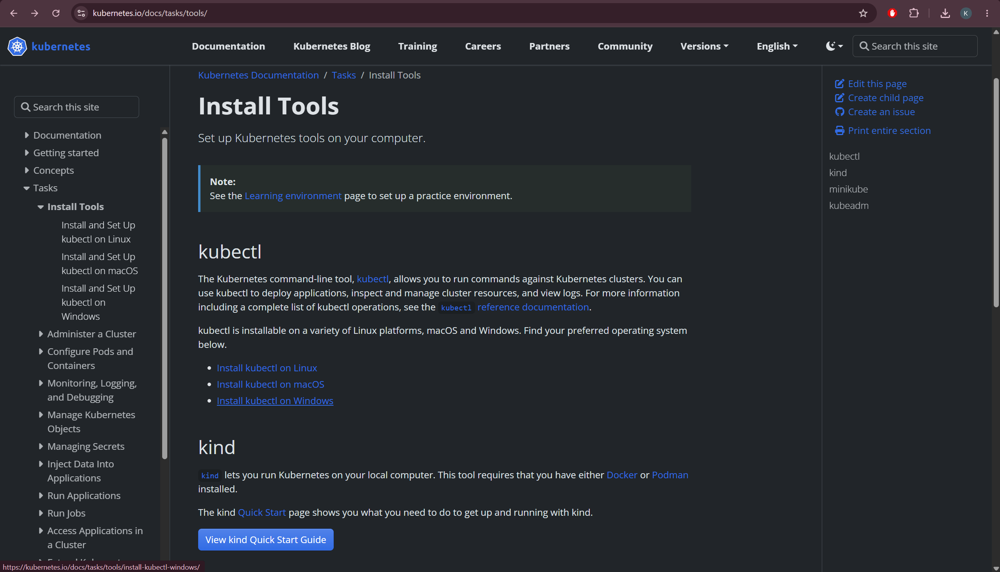 kubernetes.io/docs/tasks/tools/
K
kubernetes
Documentation
Kubernetes Blog
Training
Careers
Partners
Community
Versions
English
Search this site
Search this site
Documentation
Getting started
Concepts
Tasks
Install Tools
Install and Set Up
kubectl on Linux
Install and Set Up
kubectl on macOS
Install and Set Up
kubectl on
Windows
Administer a Cluster
Configure Pods and
Containers
Monitoring, Logging,
and Debugging
Manage Kubernetes
Objects
Managing Secrets
Inject Data Into
Applications
Run Applications
Run Jobs
Access Applications in
a Cluster
Kubernetes Documentation / Tasks / Install Tools
Install Tools
Set up Kubernetes tools on your computer.
Note:
See the Learning environment page to set up a practice environment.
kubectl
The Kubernetes command-line tool, kubectl, allows you to run commands against Kubernetes clusters. You can
use kubectl to deploy applications, inspect and manage cluster resources, and view logs. For more information
including a complete list of kubectl operations, see the kubectl reference documentation.
kubectl is installable on a variety of Linux platforms, macOS and Windows. Find your preferred operating system
below.
• Install kubectl on Linux
• Install kubectl on macOS
• Install kubectl on Windows
kind
kind lets you run Kubernetes on your local computer. This tool requires that you have either Docker or Podman
installed.
The kind Quick Start page shows you what you need to do to get up and running with kind.
View kind Quick Start Guide
Edit this page
Create child page
Create an issue
Print entire section
kubectl
kind
minikube
kubeadm
https://kubernetes.io/docs/tasks/tools/install-kubectl-windows/